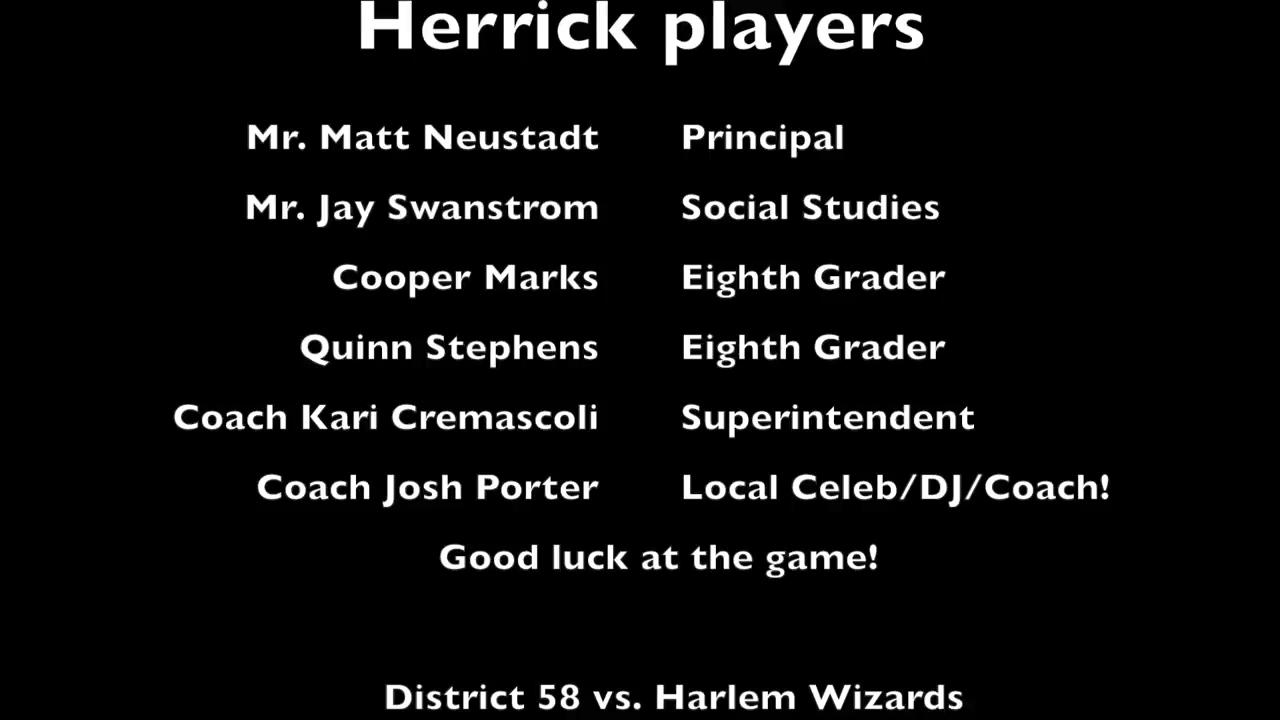 Herrick players
Mr. Matt Neustadt Principal
Mr. Jay Swanstrom Social Studies
Cooper Marks Eighth Grader
Quinn Stephens Eighth Grader
Coach Kari Cremascoli Superintendent
Coach Josh Porter Local Celeb/DJ/Coach!
Good luck at the game!
District 58 vs. Harlem Wizards